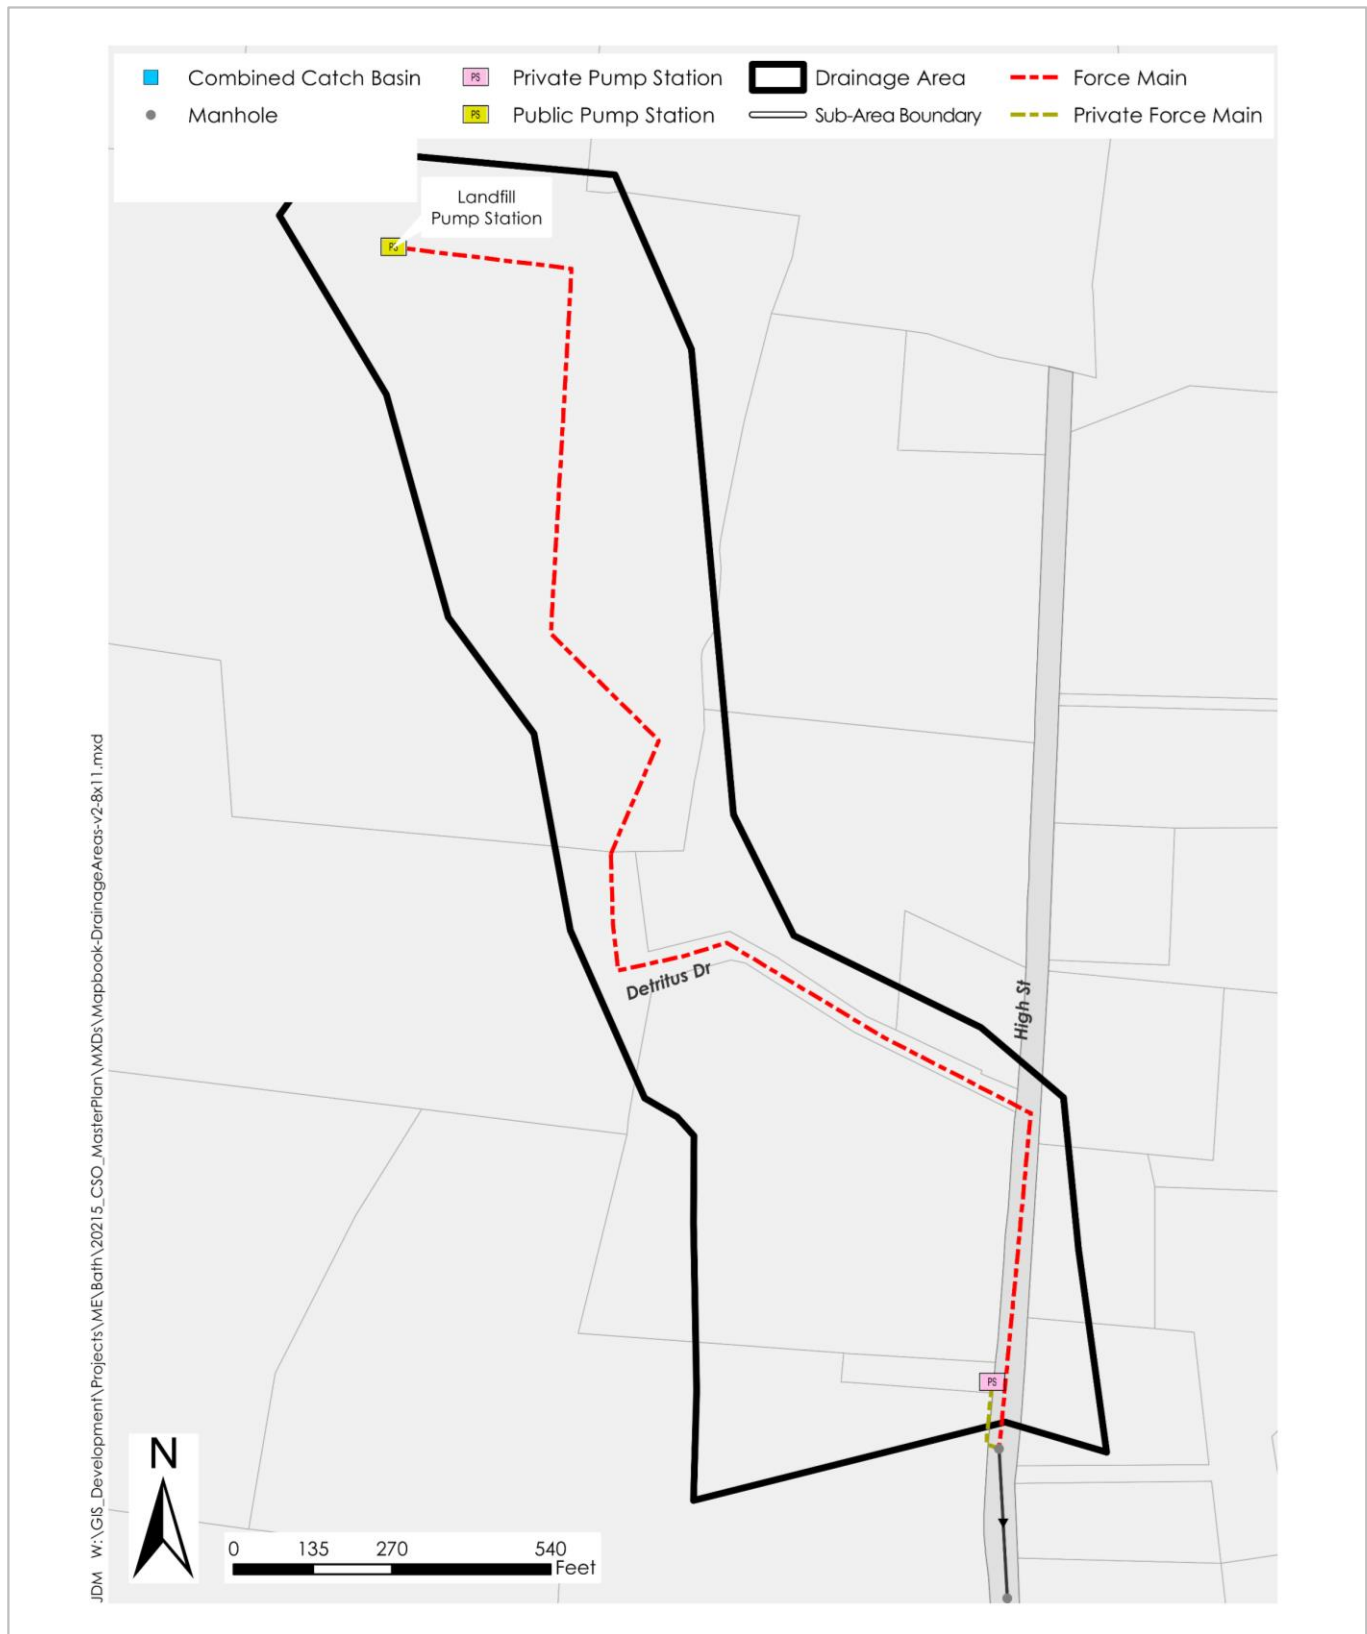 Combined Catch Basin
PS Private Pump Station
Drainage Area
Force Main
Manhole
PS Public Pump Station
Sub-Area Boundary
Private Force Main
Landfill
Pump Station
PS
Detritus Dr
High St
PS
N
0 135 270 540
Feet
JDM W:\GIS_Development\Projects\ME\Bath\20215_CSO_MasterPlan\MXDs\Mapbook-DrainageAreas-v2-8x11.mxd